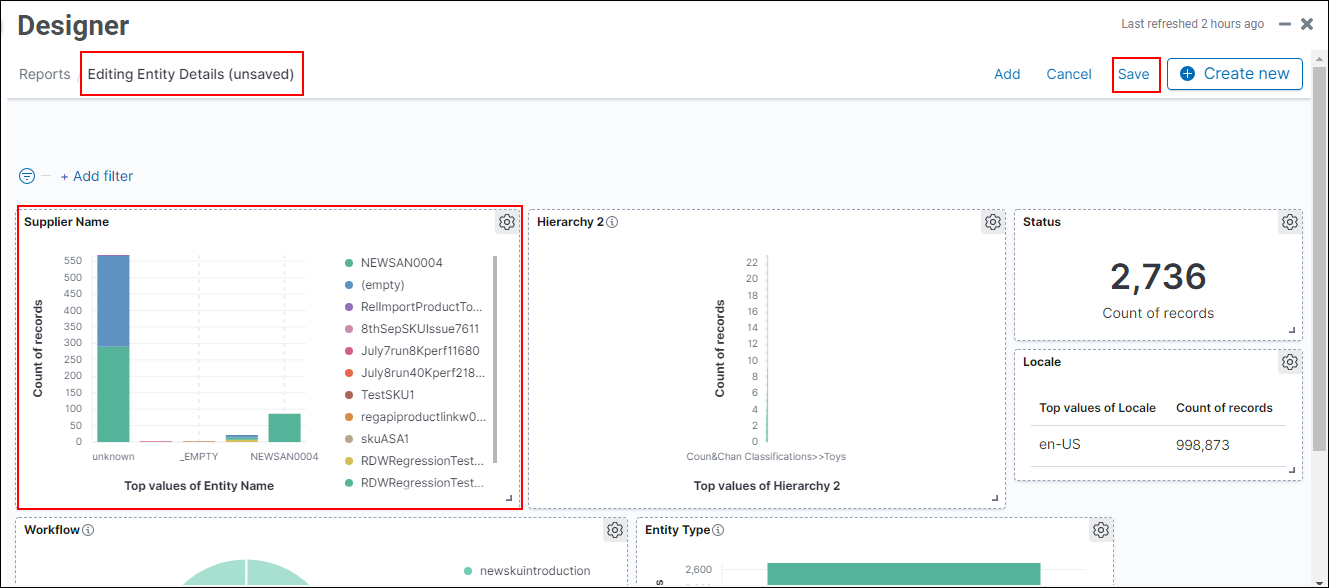 Designer
Last refreshed 2 hours ago
Reports
Editing Entity Details (unsaved)
Add
Cancel
Save
Create new
+ Add filter
Supplier Name
Count of records
550
500
450
400
350
300
250
200
150
100
50
0
unknown
_EMPTY
NEWSAN0004
Top values of Entity Name
NEWSAN0004
(empty)
RelImportProductTo...
8thSepSKUIssue7611
July7run8Kperf11680
July8run40Kperf218...
TestSKU1
regapiproductlinkw0...
skuASA1
RDWRegressionTest...
RDWRegressionTest...
Hierarchy 2
Count of records
22
20
18
16
14
12
10
8
6
4
2
0
Coun&Chan Classifications>>Toys
Top values of Hierarchy 2
Status
2,736
Count of records
Locale
Top values of Locale Count of records
en-US 998,873
Workflow
newskuintroduction
Entity Type
2,600